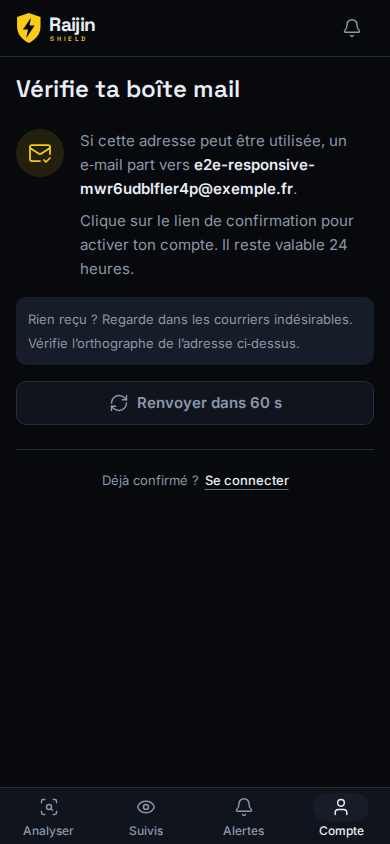 Raijin
SHIELD
Vérifie ta boîte mail
Si cette adresse peut être utilisée, un
e-mail part vers e2e-responsive-
mwr6udblfler4p@exemple.fr.
Clique sur le lien de confirmation pour
activer ton compte. Il reste valable 24
heures.
Rien reçu ? Regarde dans les courriers indésirables.
Vérifie l’orthographe de l’adresse ci-dessus.
Renvoyer dans 60 s
Déjà confirmé ? Se connecter
Analyser Suivis Alertes Compte